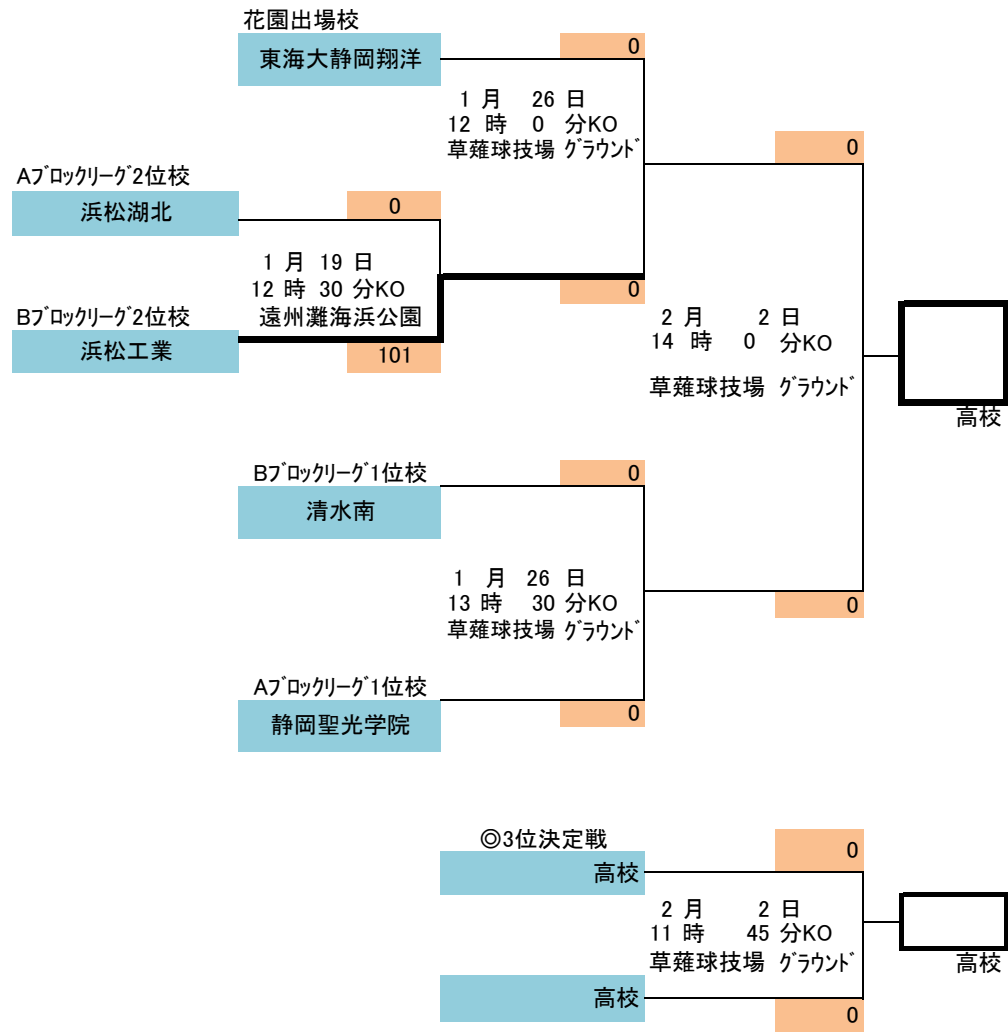 花園出場校
東海大静岡翔洋
0
1 月 26 日
12 時 0 分KO
草薙球技場 ｸﾞﾗｳﾝﾄﾞ
0
Aﾌﾞﾛｯｸﾘｰｸﾞ2位校
浜松湖北
0
1 月 19 日
12 時 30 分KO
遠州灘海浜公園
0
Bﾌﾞﾛｯｸﾘｰｸﾞ2位校
浜松工業
101
2 月 2 日
14 時 0 分KO
草薙球技場 ｸﾞﾗｳﾝﾄﾞ
高校
Bﾌﾞﾛｯｸﾘｰｸﾞ1位校
清水南
0
1 月 26 日
13 時 30 分KO
草薙球技場 ｸﾞﾗｳﾝﾄﾞ
0
Aﾌﾞﾛｯｸﾘｰｸﾞ1位校
静岡聖光学院
0
◎3位決定戦
高校
0
2 月 2 日
11 時 45 分KO
草薙球技場 ｸﾞﾗｳﾝﾄﾞ
高校
高校
0